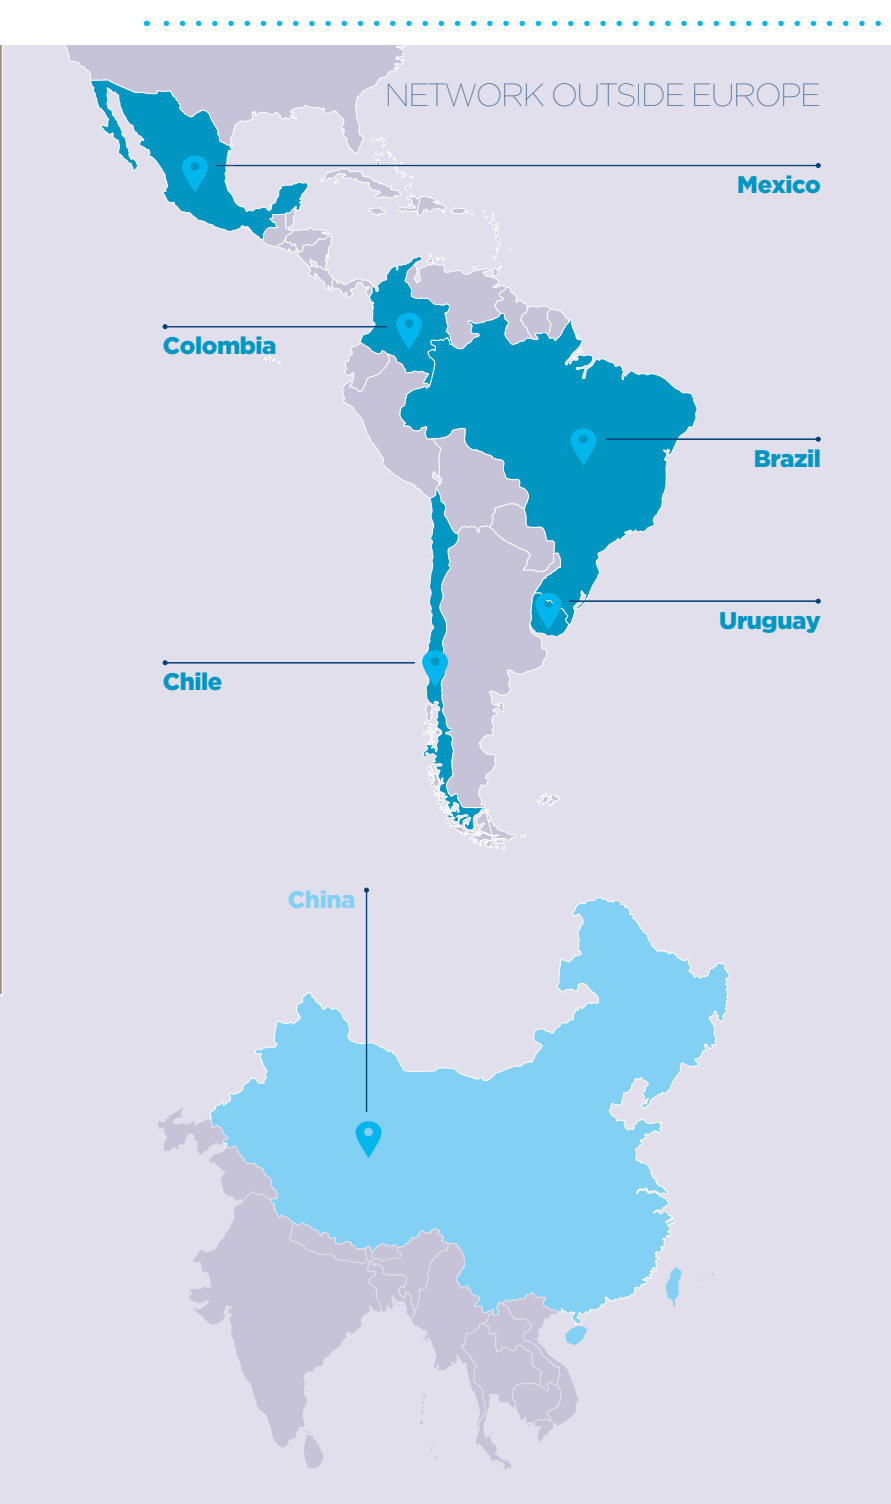 NETWORK OUTSIDE EUROPE
Mexico
Colombia
Brazil
Uruguay
Chile
China